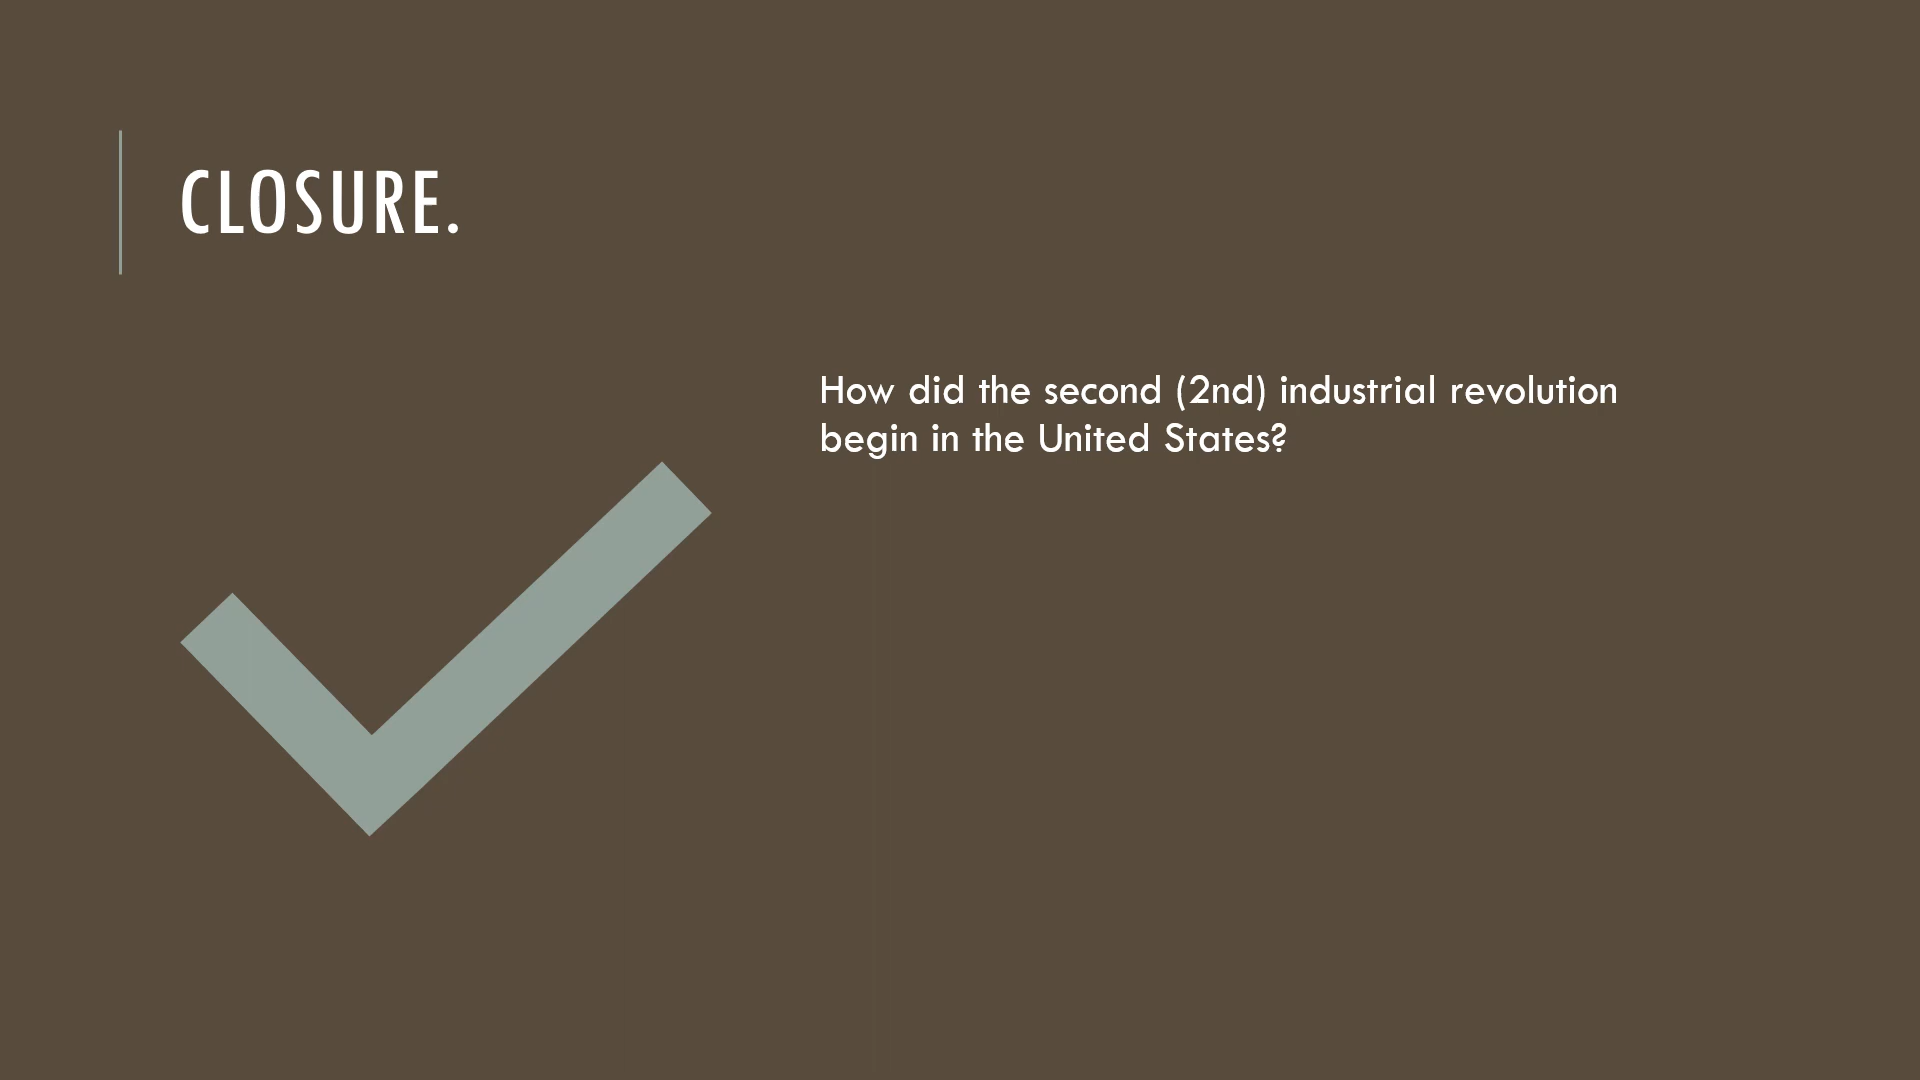 CLOSURE.
How did the second (2nd) industrial revolution
begin in the United States?